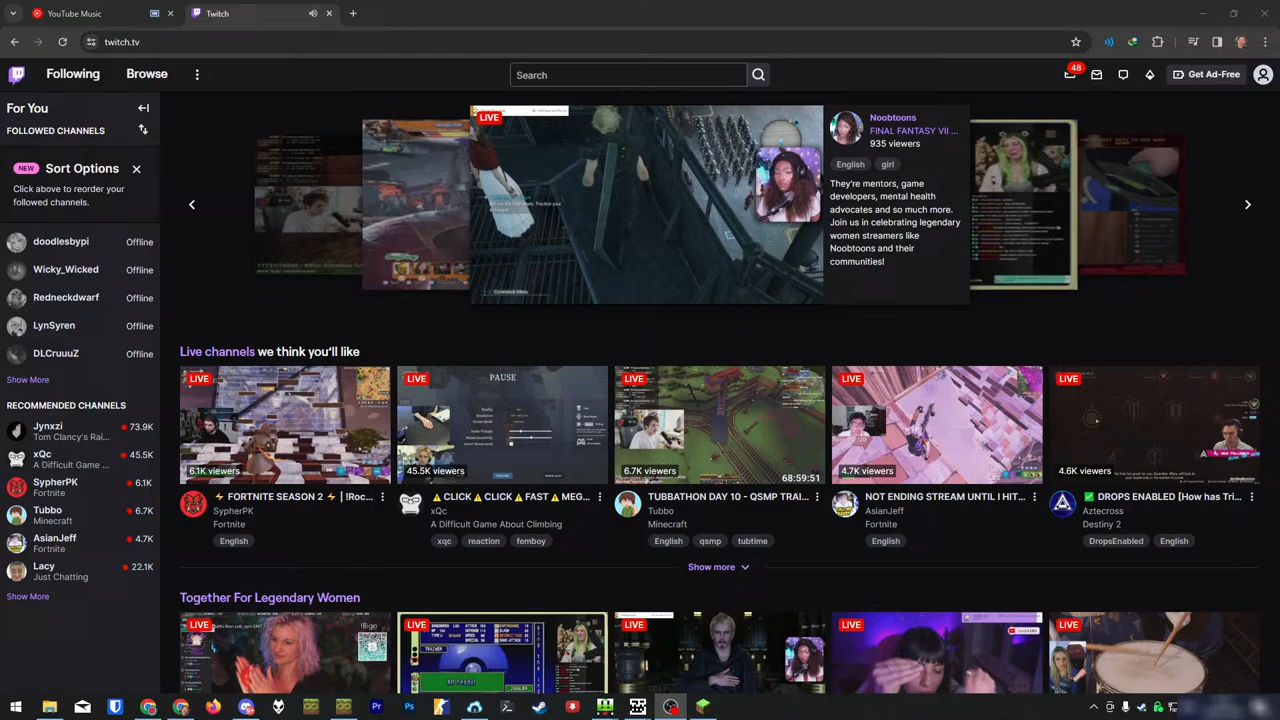 YouTube Music
Twitch
twitch.tv
Following
Browse
Search
48
Get Ad-Free
For You
FOLLOWED CHANNELS
NEW
Sort Options
Click above to reorder your
followed channels.
doodlesbypi
Offline
Wicky_Wicked
Offline
Redneckdwarf
Offline
LynSyren
Offline
DLCruuuZ
Offline
Show More
RECOMMENDED CHANNELS
Jynxzi
73.9K
Tom Clancy's Rai...
xQc
45.5K
A Difficult Game ...
SypherPK
6.1K
Fortnite
Tubbo
6.7K
Minecraft
AsianJeff
4.7K
Fortnite
Lacy
22.1K
Just Chatting
Show More
LIVE
Commands Menu
Noobtoons
FINAL FANTASY VII ...
935 viewers
English
girl
They're mentors, game
developers, mental health
advocates and so much more.
Join us in celebrating legendary
women streamers like
Noobtoons and their
communities!
Live channels we think you'll like
LIVE
6.1K viewers
⚡ FORTNITE SEASON 2 ⚡ | !Roc...
SypherPK
Fortnite
English
LIVE
PAUSE
45.5K viewers
⚠️CLICK⚠️CLICK⚠️FAST⚠️MEG...
xQc
A Difficult Game About Climbing
xqc
reaction
femboy
LIVE
6.7K viewers
68:59:51
TUBBATHON DAY 10 - QSMP TRAI...
Tubbo
Minecraft
English
qsmp
tubtime
LIVE
4.7K viewers
NOT ENDING STREAM UNTIL I HIT...
AsianJeff
Fortnite
English
LIVE
4.6K viewers
✅ DROPS ENABLED [How has Tri...
Aztecross
Destiny 2
DropsEnabled
English
Show more
Together For Legendary Women
LIVE
!Bigo
LIVE
TRAINER
LIVE
LIVE
LIVE
Pr
Ps